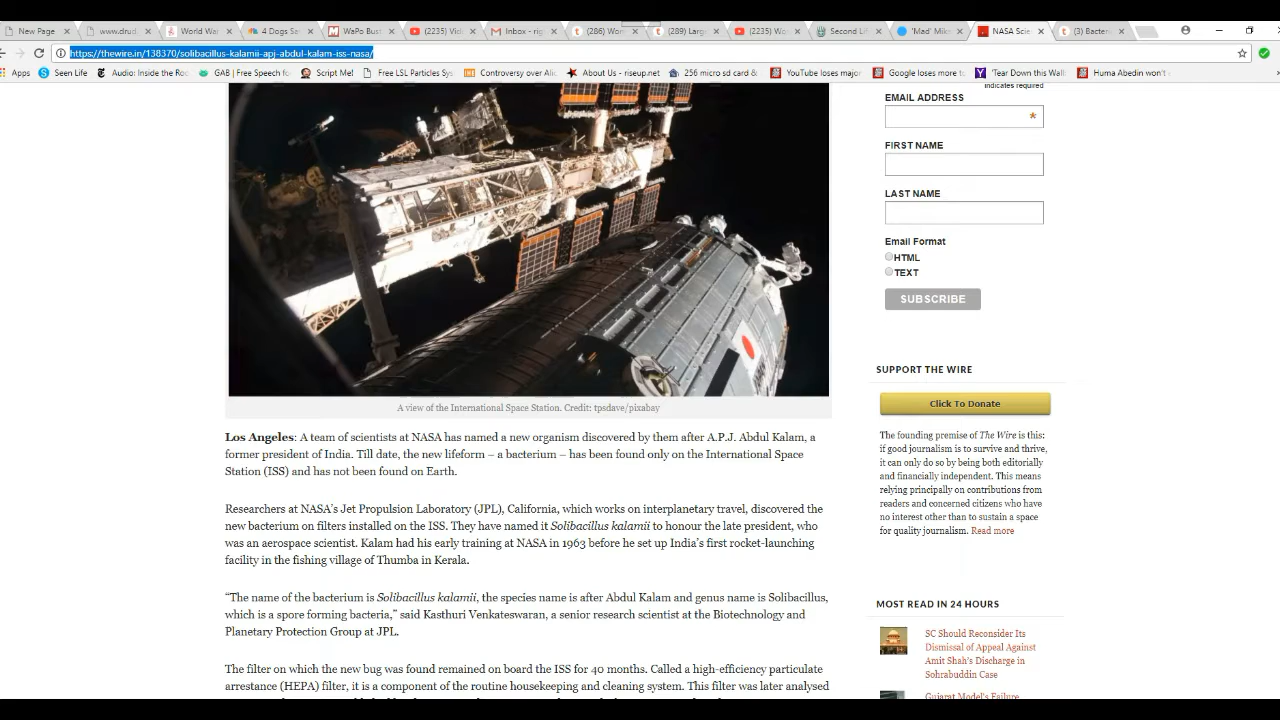 New Page
www.drud
World Wa
4 Dogs Sa
WaPo Bus
(2235) Vis
Inbox - rig
(286) Wor
(289) Larg
(2235) W
Second Li
'Mad' Mike
NASA Scie
(3) Bacteri
https://thewire.in/138370/solibacillus-kalamii-apj-abdul-kalam-iss-nasa/
Apps
Seen Life
Audio: Inside the Ro
GAB | Free Speech fo
Script Me!
Free LSL Particles Sys
Controversy over Alie
About Us - riseup.net
256 micro sd card &
YouTube loses major
Google loses more t
'Tear Down this Wall
Huma Abedin won't
indicates required
EMAIL ADDRESS
*
FIRST NAME
LAST NAME
Email Format
HTML
TEXT
SUBSCRIBE
A view of the International Space Station. Credit: tpsdave/pixabay
Los Angeles: A team of scientists at NASA has named a new organism discovered by them after A.P.J. Abdul Kalam, a
former president of India. Till date, the new lifeform – a bacterium – has been found only on the International Space
Station (ISS) and has not been found on Earth.
Researchers at NASA's Jet Propulsion Laboratory (JPL), California, which works on interplanetary travel, discovered the
new bacterium on filters installed on the ISS. They have named it Solibacillus kalamii to honour the late president, who
was an aerospace scientist. Kalam had his early training at NASA in 1963 before he set up India's first rocket-launching
facility in the fishing village of Thumba in Kerala.
“The name of the bacterium is Solibacillus kalamii, the species name is after Abdul Kalam and genus name is Solibacillus,
which is a spore forming bacteria,” said Kasthuri Venkateswaran, a senior research scientist at the Biotechnology and
Planetary Protection Group at JPL.
The filter on which the new bug was found remained on board the ISS for 40 months. Called a high-efficiency particulate
arrestance (HEPA) filter, it is a component of the routine housekeeping and cleaning system. This filter was later analysed
SUPPORT THE WIRE
Click To Donate
The founding premise of The Wire is this:
if good journalism is to survive and thrive,
it can only do so by being both editorially
and financially independent. This means
relying principally on contributions from
readers and concerned citizens who have
no interest other than to sustain a space
for quality journalism. Read more
MOST READ IN 24 HOURS
SC Should Reconsider Its
Dismissal of Appeal Against
Amit Shah's Discharge in
Sohrabuddin Case
Gujarat Model's Failure